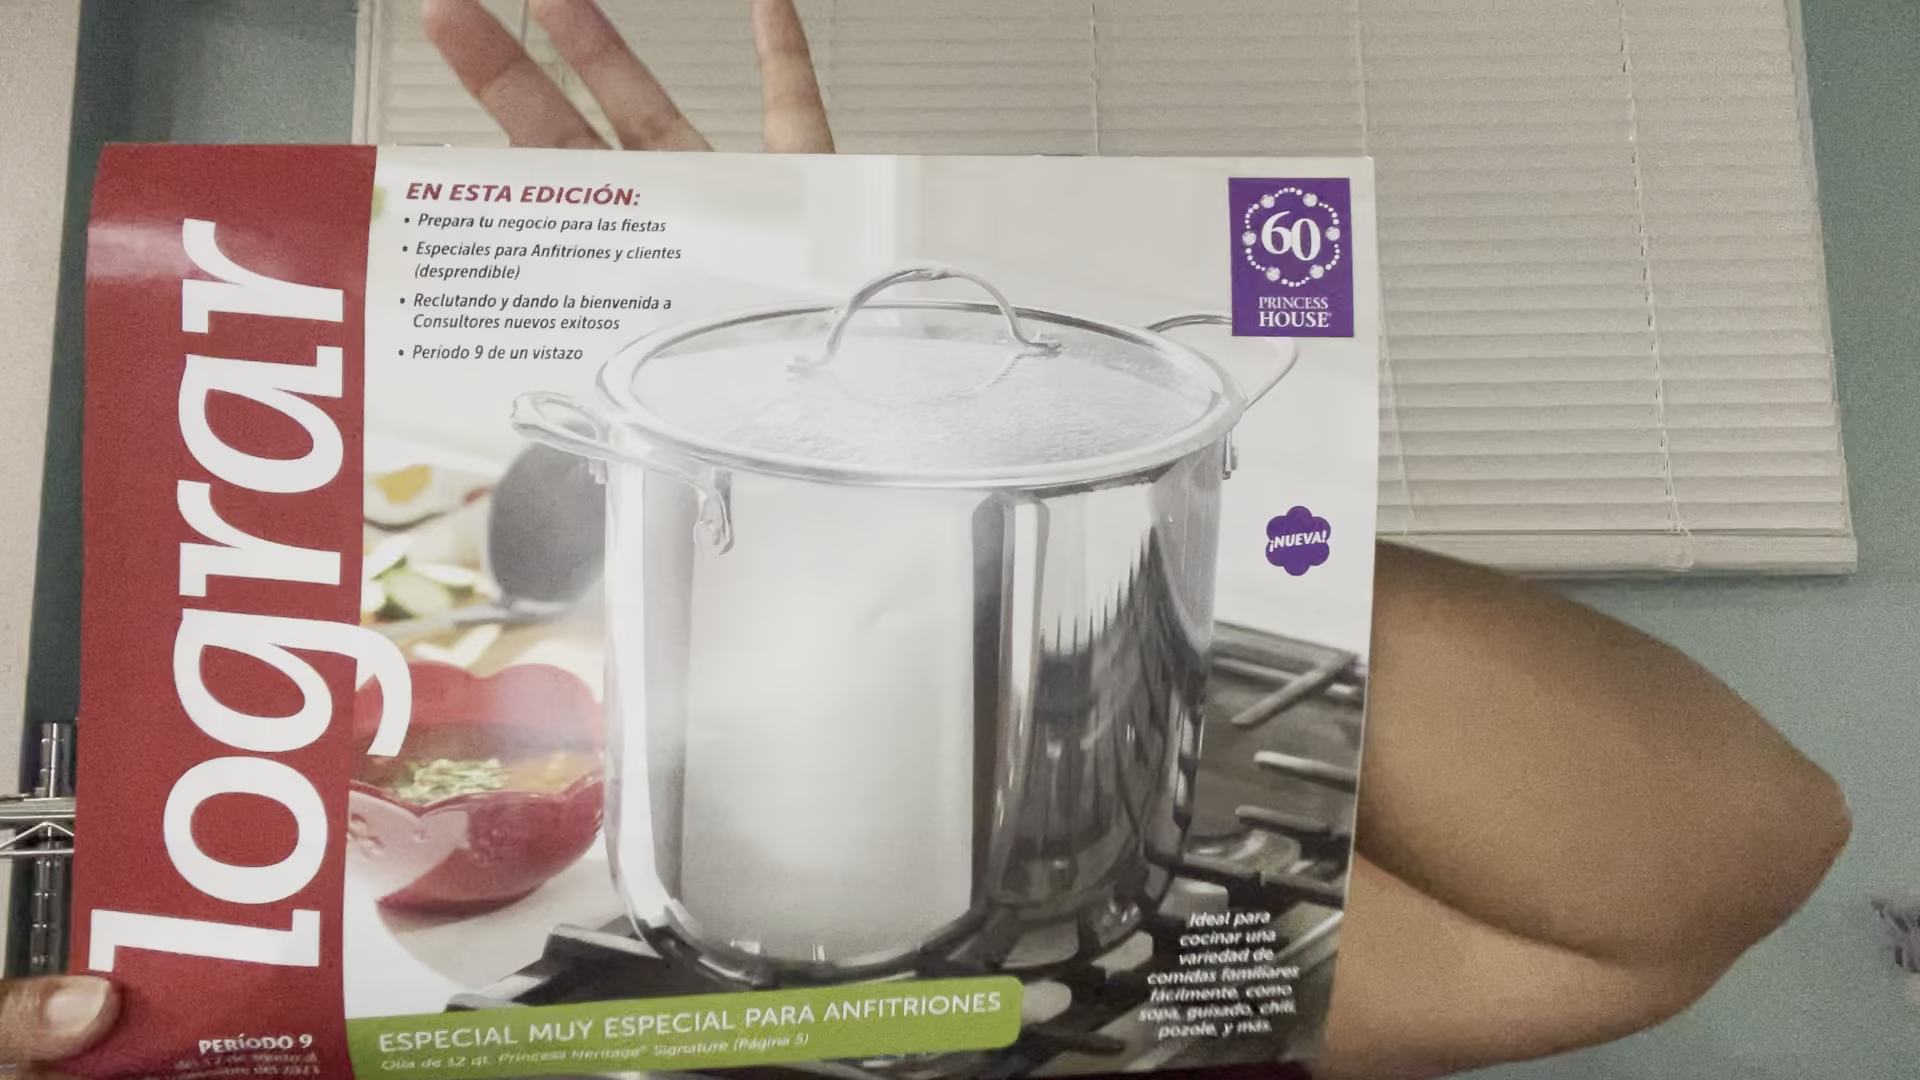 lograr
EN ESTA EDICIÓN:
• Prepara tu negocio para las fiestas
• Especiales para Anfitriones y clientes
(desprendible)
• Reclutando y dando la bienvenida a
Consultores nuevos exitosos
• Período 9 de un vistazo
60
PRINCESS
HOUSE
¡NUEVA!
Ideal para
cocinar una
variedad de
comidas familiares
fácilmente, como
sopa, guisado, chili,
pozole, y más.
ESPECIAL MUY ESPECIAL PARA ANFITRIONES
Olla de 32 qt. Princess Heritage® Signature (Página 5)
PERÍODO 9